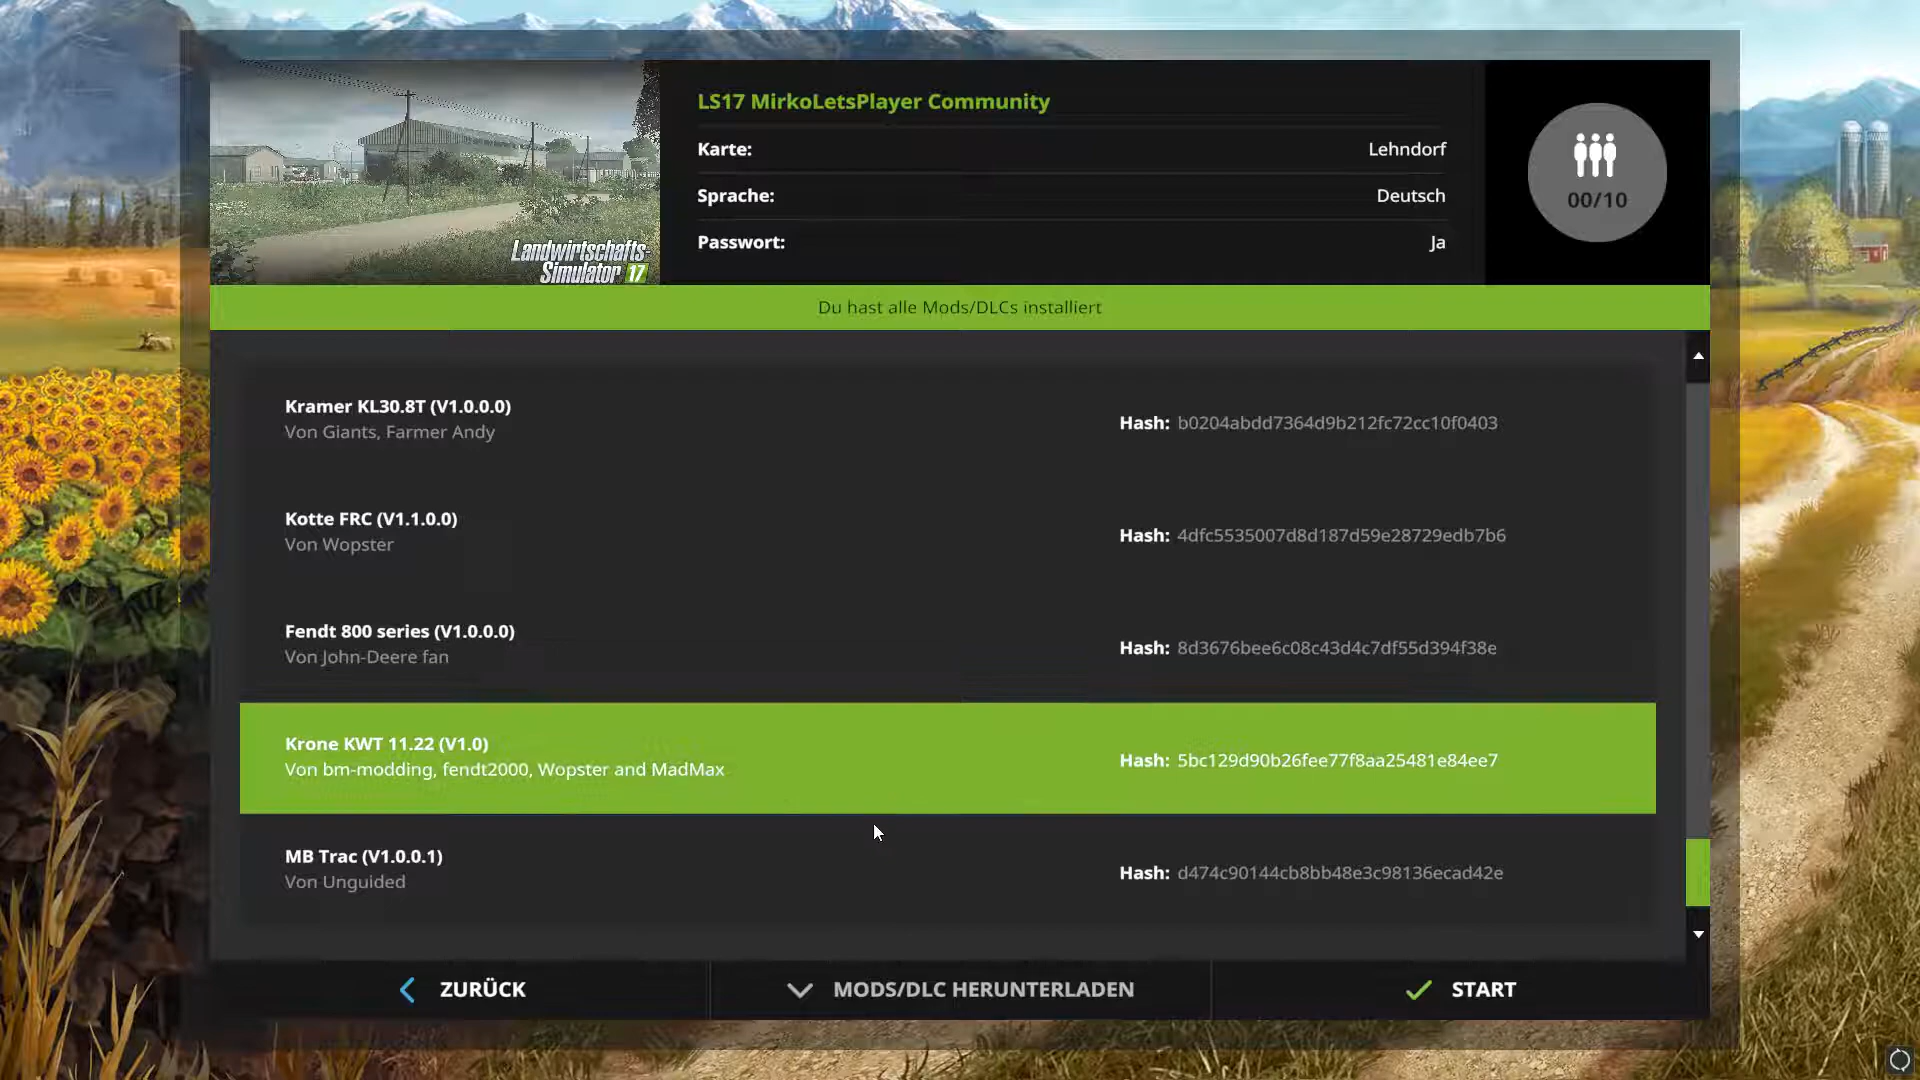 LS17 MirkoLetsPlayer Community
Karte: Lehndorf
Sprache: Deutsch
Passwort: Ja
00/10
Landwirtschafts-
Simulator 17
Du hast alle Mods/DLCs installiert
Kramer KL30.8T (V1.0.0.0)
Von Giants, Farmer Andy
Hash: b0204abdd7364d9b212fc72cc10f0403
Kotte FRC (V1.1.0.0)
Von Wopster
Hash: 4dfc5535007d8d187d59e28729edb7b6
Fendt 800 series (V1.0.0.0)
Von John-Deere fan
Hash: 8d3676bee6c08c43d4c7df55d394f38e
Krone KWT 11.22 (V1.0)
Von bm-modding, fendt2000, Wopster and MadMax
Hash: 5bc129d90b26fee77f8aa25481e84ee7
MB Trac (V1.0.0.1)
Von Unguided
Hash: d474c90144cb8bb48e3c98136ecad42e
ZURÜCK
MODS/DLC HERUNTERLADEN
START